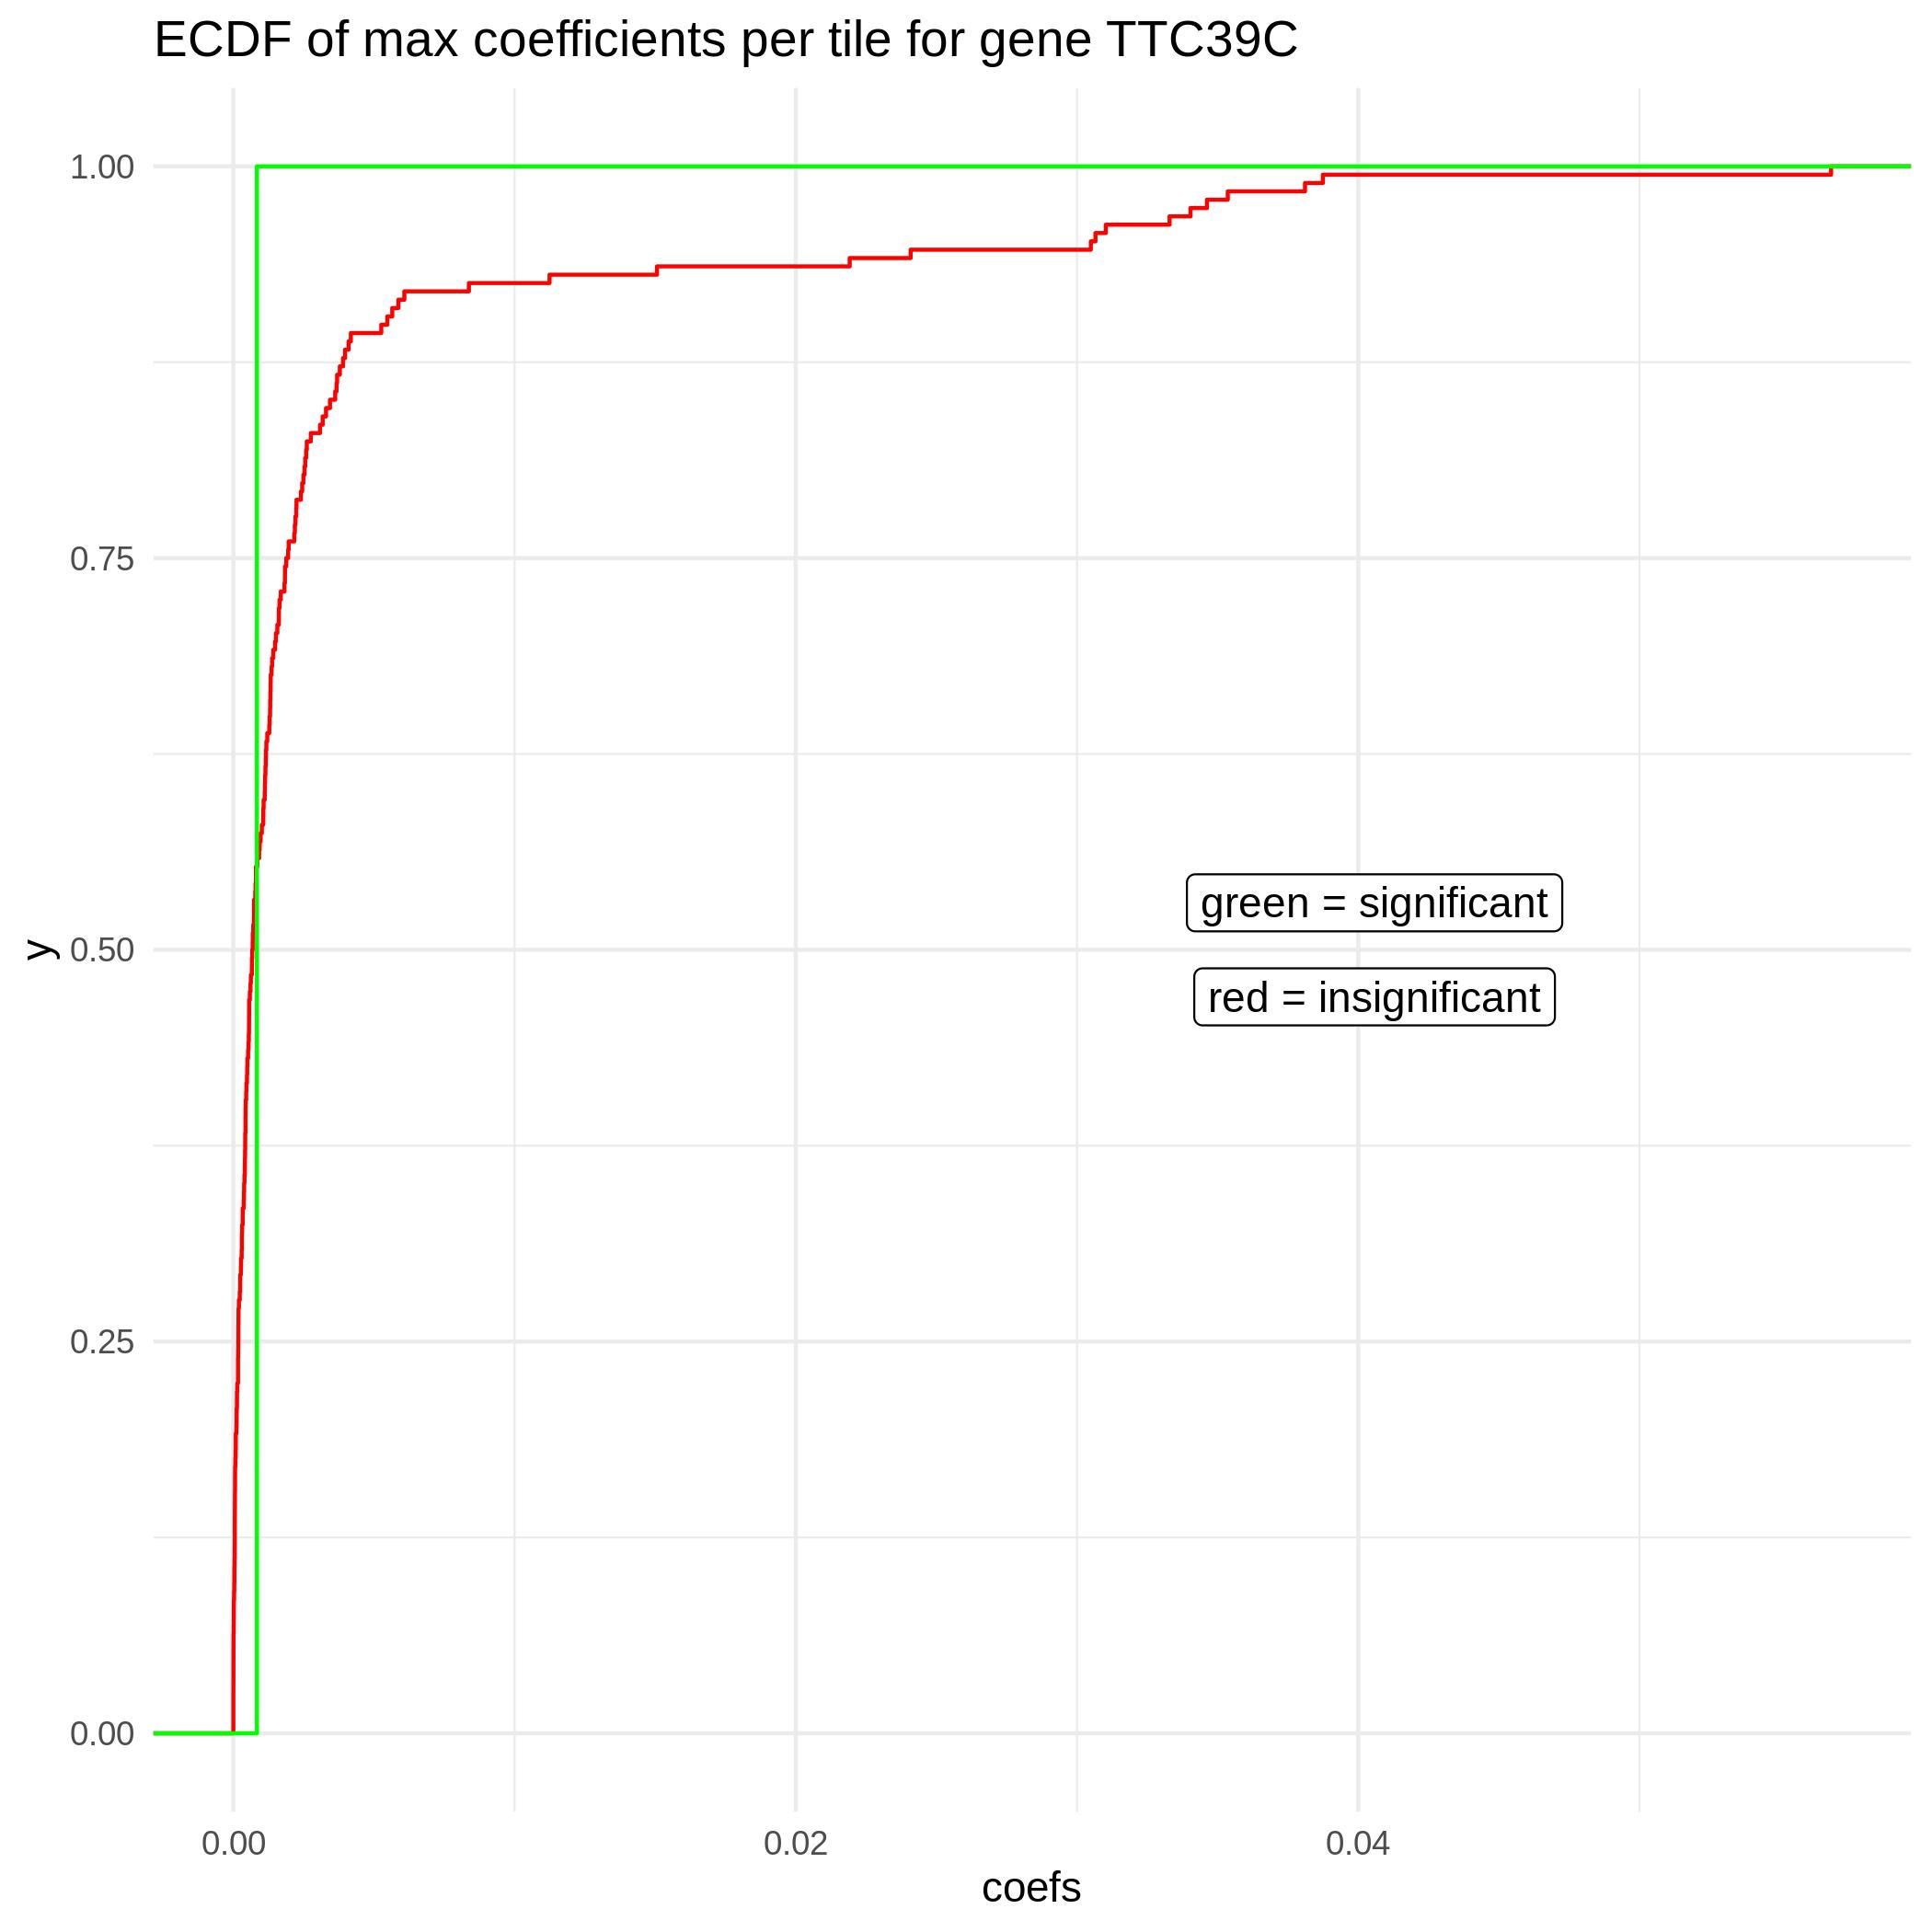 ECDF of max coefficients per tile for gene TTC39C
1.00
0.75
0.50
0.25
0.00
y
green = significant
red = insignificant
0.00
0.02
0.04
coefs